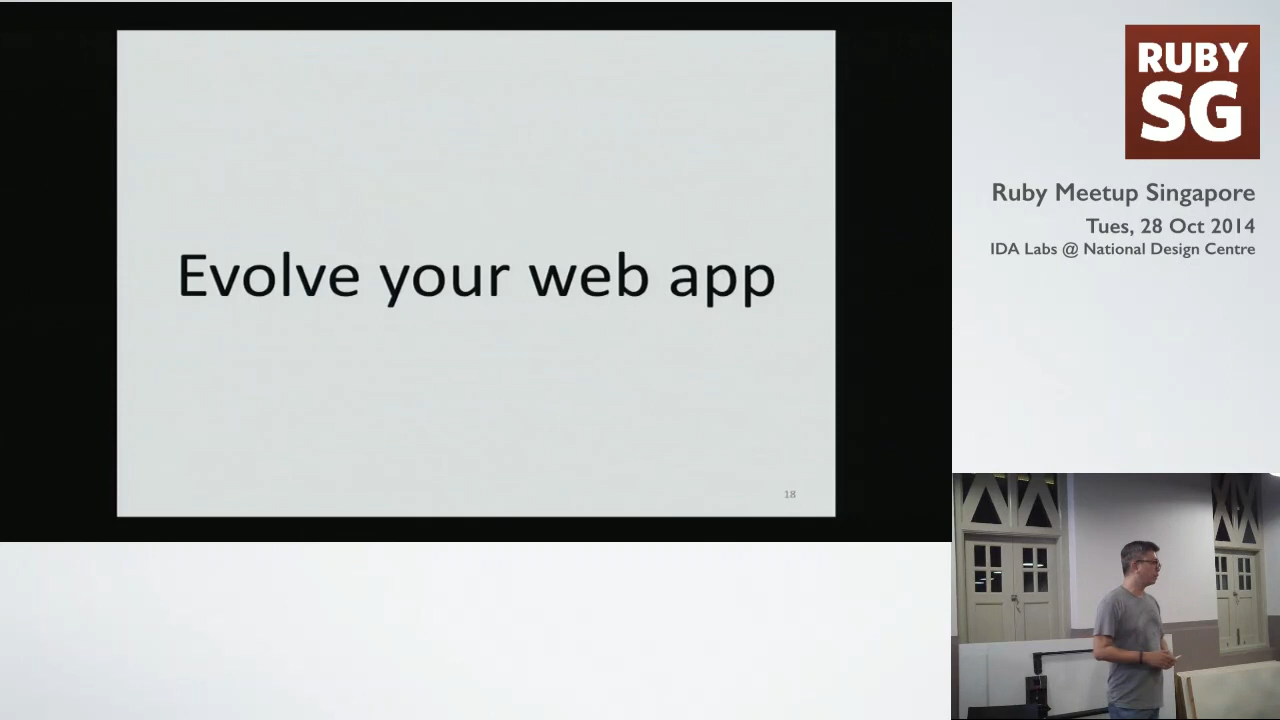 Evolve your web app
18
RUBY
SG
Ruby Meetup Singapore
Tues, 28 Oct 2014
IDA Labs @ National Design Centre